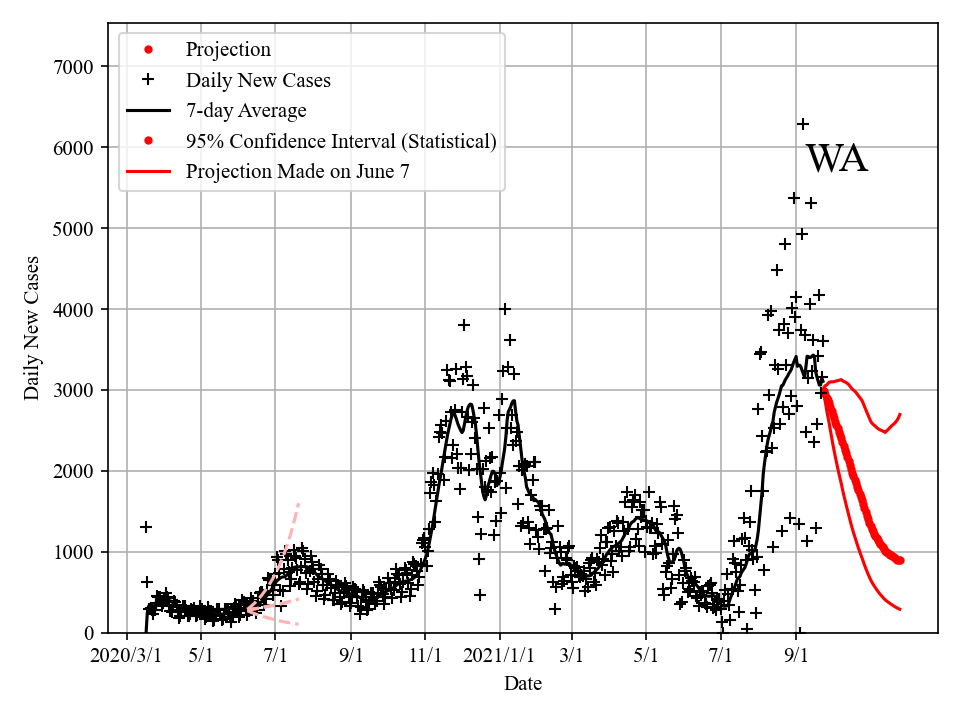 Projection
Daily New Cases
7-day Average
95% Confidence Interval (Statistical)
Projection Made on June 7
WA
7000
6000
5000
4000
3000
2000
1000
0
Daily New Cases
2020/3/1 5/1 7/1 9/1 11/1 2021/1/1 3/1 5/1 7/1 9/1
Date